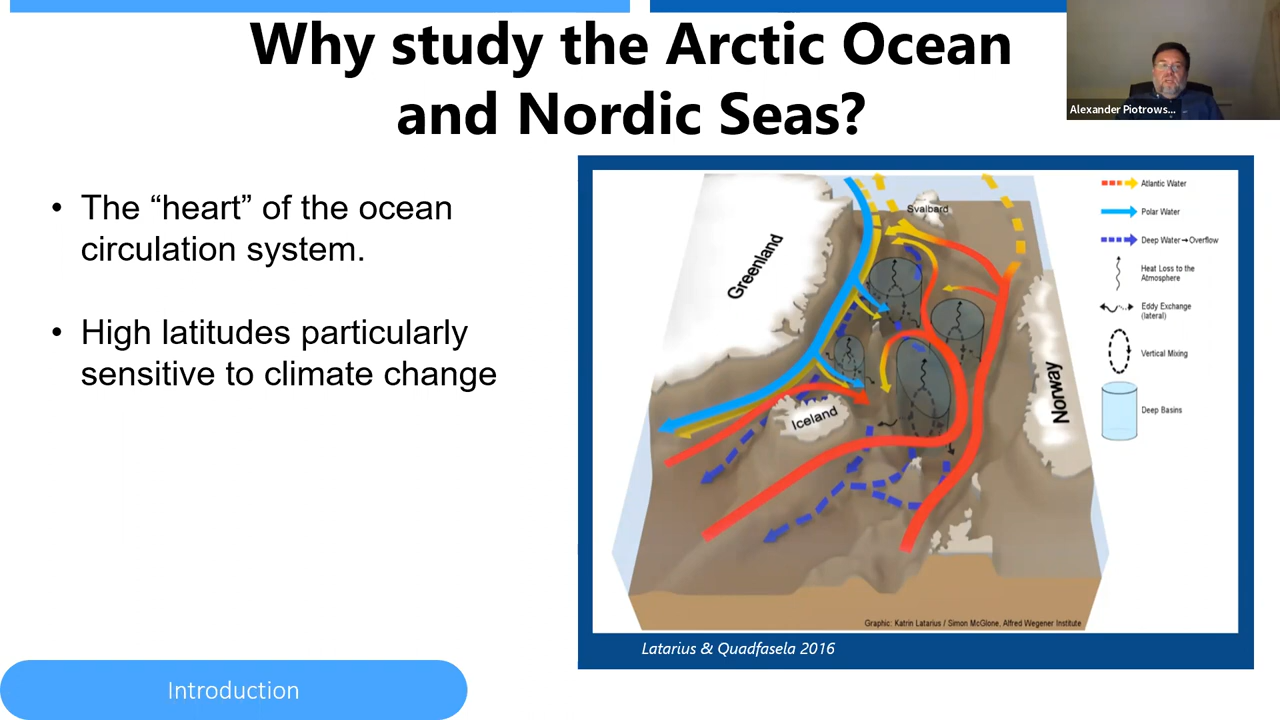 Why study the Arctic Ocean
and Nordic Seas?
Alexander Piotrows...
• The “heart” of the ocean
circulation system.
• High latitudes particularly
sensitive to climate change
Greenland
Svalbard
Iceland
Norway
Atlantic Water
Polar Water
Deep Water→Overflow
Heat Loss to the
Atmosphere
Eddy Exchange
(lateral)
Vertical Mixing
Deep Basins
Graphic: Katrin Latarius / Simon McGlone, Alfred Wegener Institute
Latarius & Quadfasela 2016
Introduction